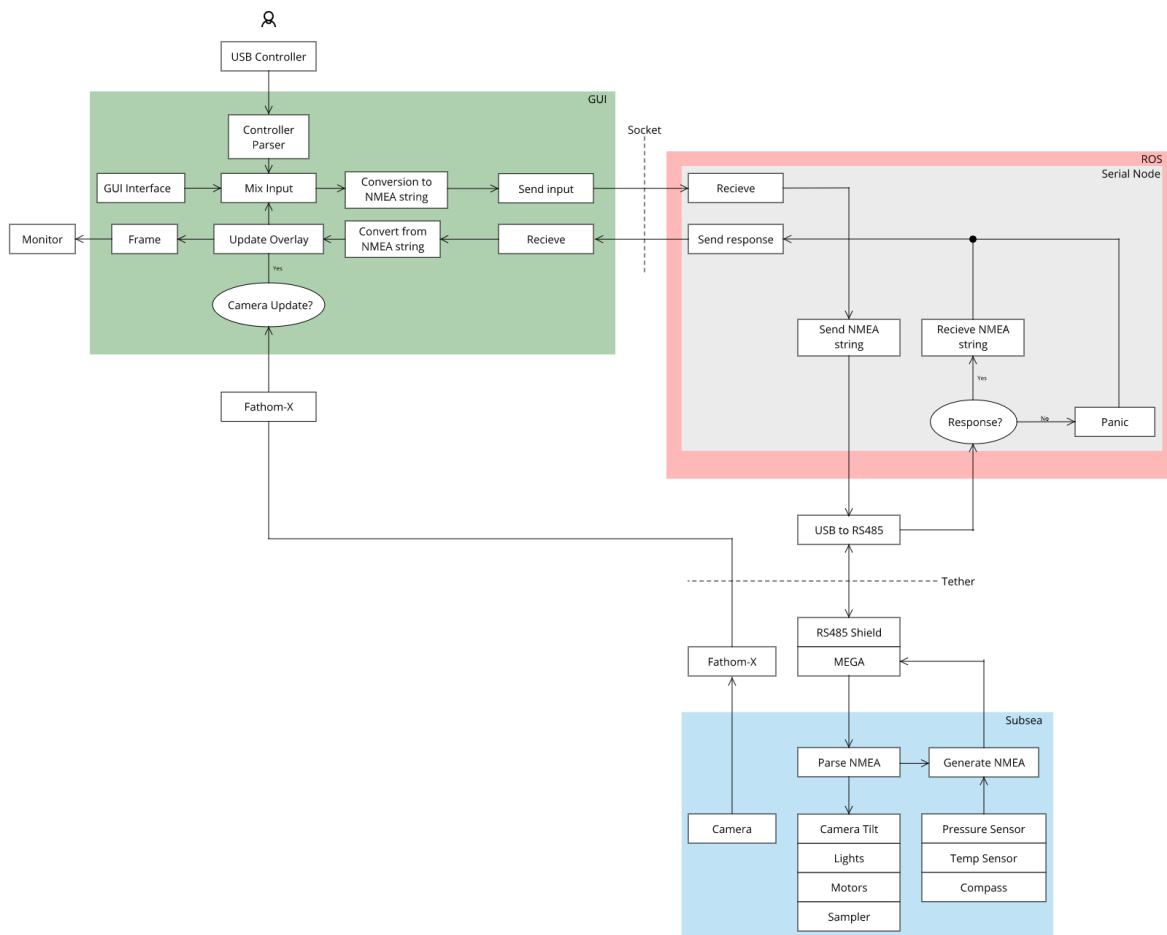 USB Controller
GUI
Controller
Parser
Socket
ROS
Serial Node
GUI Interface
Mix Input
Conversion to
NMEA string
Send input
Recieve
Monitor
Frame
Update Overlay
Convert from
NMEA string
Recieve
Send response
Yes
Camera Update?
Send NMEA
string
Recieve NMEA
string
Yes
Fathom-X
Response?
No
Panic
USB to RS485
Tether
RS485 Shield
Fathom-X
MEGA
Subsea
Parse NMEA
Generate NMEA
Camera
Camera Tilt
Pressure Sensor
Lights
Temp Sensor
Motors
Compass
Sampler